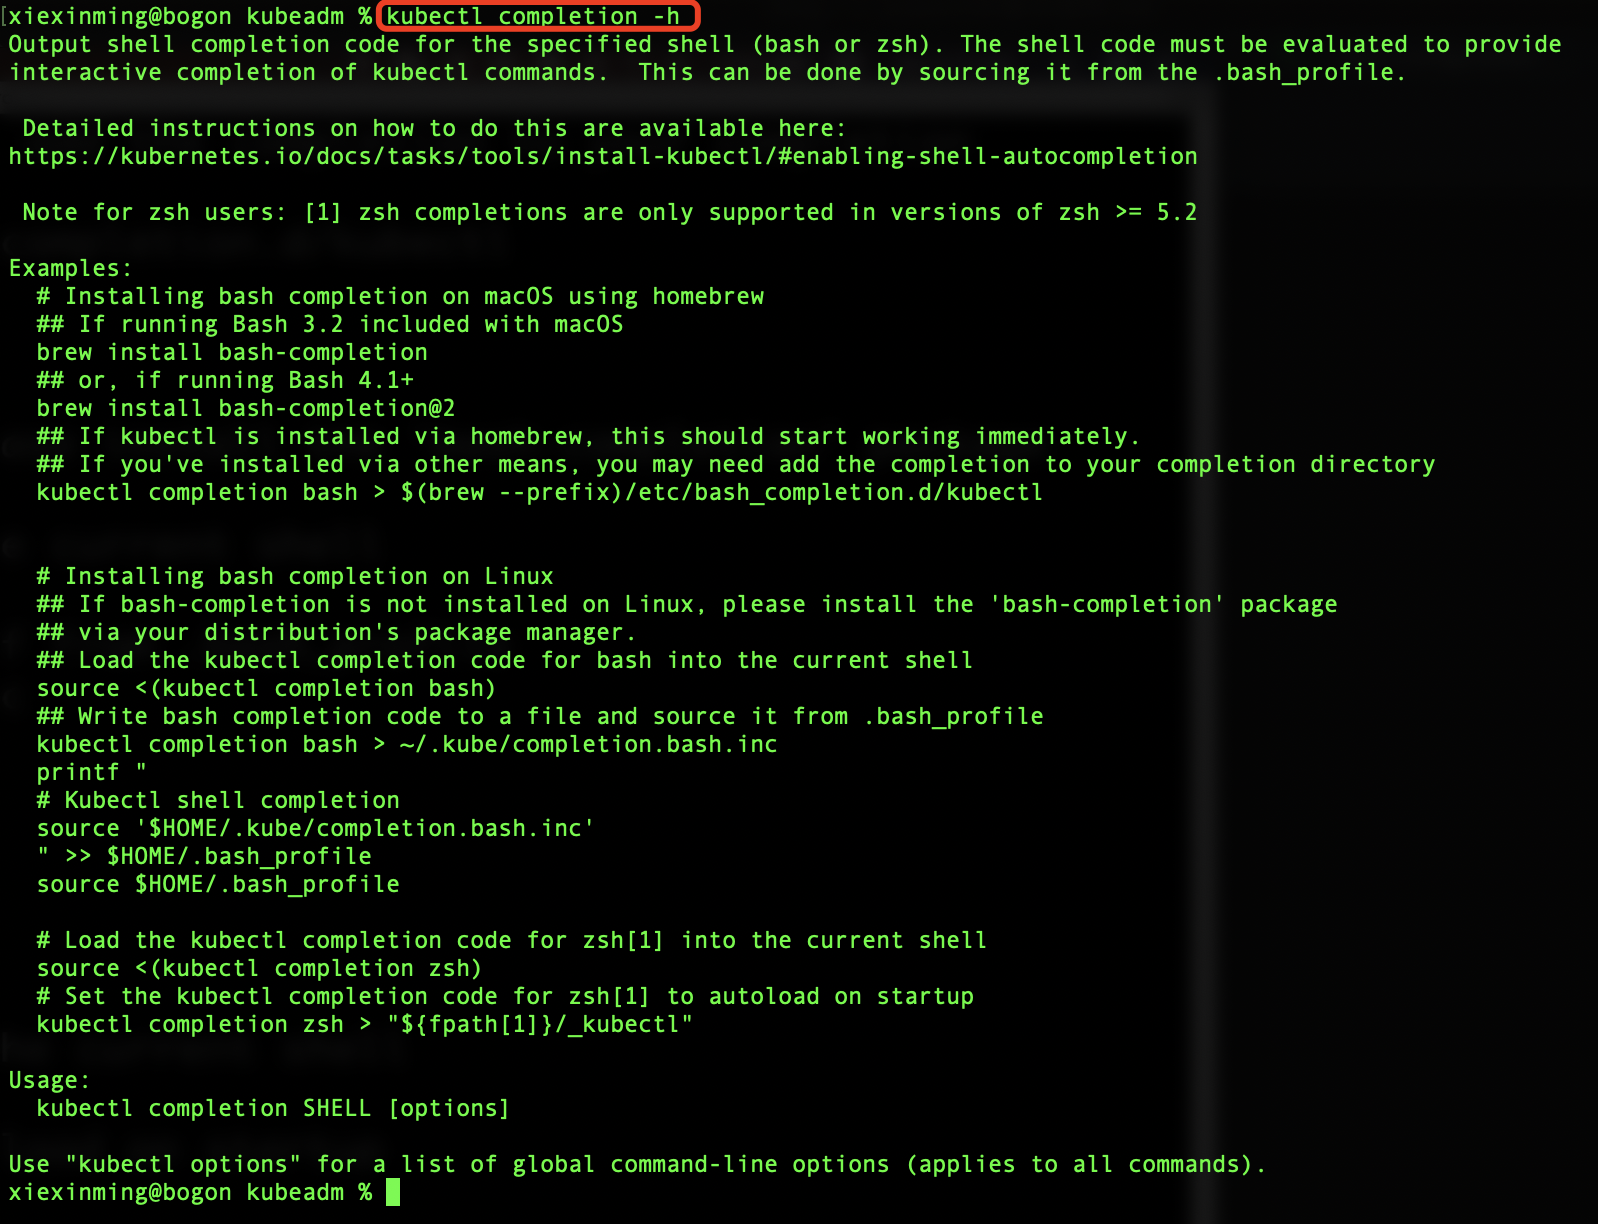 xiexinming@bogon kubeadm % kubectl completion -h
Output shell completion code for the specified shell (bash or zsh). The shell code must be evaluated to provide
interactive completion of kubectl commands.  This can be done by sourcing it from the .bash_profile.

 Detailed instructions on how to do this are available here:
https://kubernetes.io/docs/tasks/tools/install-kubectl/#enabling-shell-autocompletion

 Note for zsh users: [1] zsh completions are only supported in versions of zsh >= 5.2

Examples:
  # Installing bash completion on macOS using homebrew
  ## If running Bash 3.2 included with macOS
  brew install bash-completion
  ## or, if running Bash 4.1+
  brew install bash-completion@2
  ## If kubectl is installed via homebrew, this should start working immediately.
  ## If you've installed via other means, you may need add the completion to your completion directory
  kubectl completion bash > $(brew --prefix)/etc/bash_completion.d/kubectl


  # Installing bash completion on Linux
  ## If bash-completion is not installed on Linux, please install the 'bash-completion' package
  ## via your distribution's package manager.
  ## Load the kubectl completion code for bash into the current shell
  source <(kubectl completion bash)
  ## Write bash completion code to a file and source it from .bash_profile
  kubectl completion bash > ~/.kube/completion.bash.inc
  printf "
  # Kubectl shell completion
  source '$HOME/.kube/completion.bash.inc'
  " >> $HOME/.bash_profile
  source $HOME/.bash_profile

  # Load the kubectl completion code for zsh[1] into the current shell
  source <(kubectl completion zsh)
  # Set the kubectl completion code for zsh[1] to autoload on startup
  kubectl completion zsh > "${fpath[1]}/_kubectl"

Usage:
  kubectl completion SHELL [options]

Use "kubectl options" for a list of global command-line options (applies to all commands).
xiexinming@bogon kubeadm %